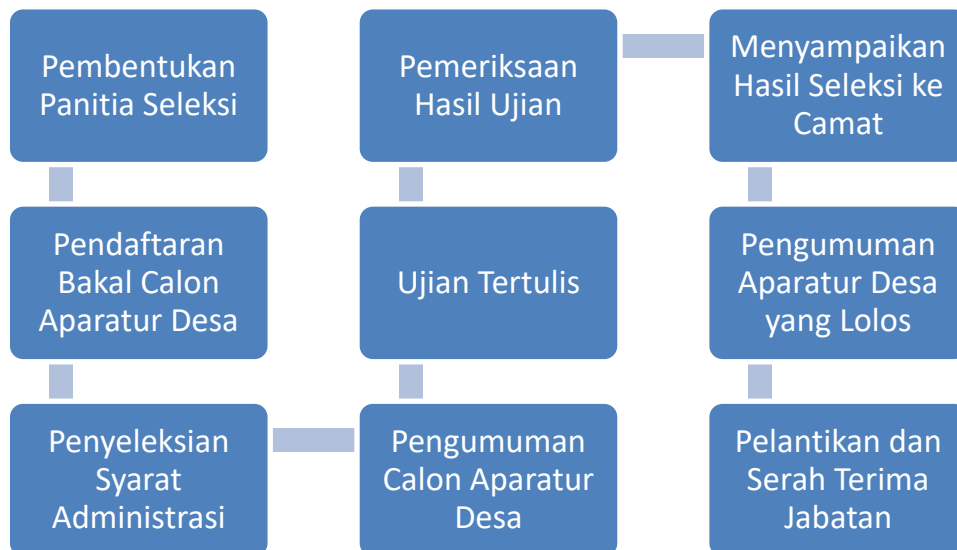 Pembentukan
Panitia Seleksi
Pendaftaran
Bakal Calon
Aparatur Desa
Penyeleksian
Syarat
Administrasi
Pengumuman
Calon Aparatur
Desa
Ujian Tertulis
Pemeriksaan
Hasil Ujian
Menyampaikan
Hasil Seleksi ke
Camat
Pengumuman
Aparatur Desa
yang Lolos
Pelantikan dan
Serah Terima
Jabatan